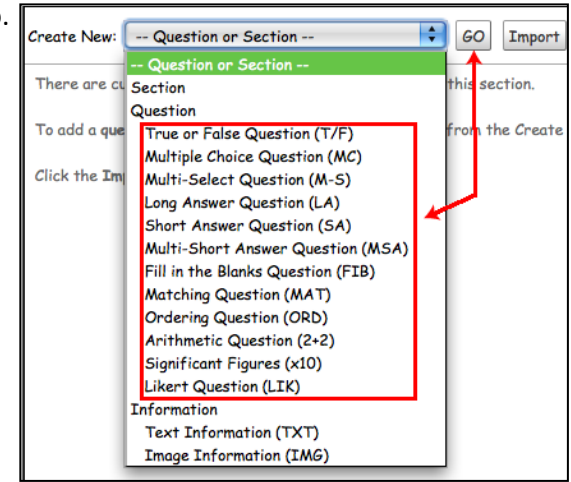 Create New: -- Question or Section -- GO Import
-- Question or Section --
There are this section.
Section
Question
To add a que from the Create
True or False Question (T/F)
Multiple Choice Question (MC)
Click the Im
Multi-Select Question (M-S)
Long Answer Question (LA)
Short Answer Question (SA)
Multi-Short Answer Question (MSA)
Fill in the Blanks Question (FIB)
Matching Question (MAT)
Ordering Question (ORD)
Arithmetic Question (2+2)
Significant Figures (x10)
Likert Question (LIK)
Information
Text Information (TXT)
Image Information (IMG)